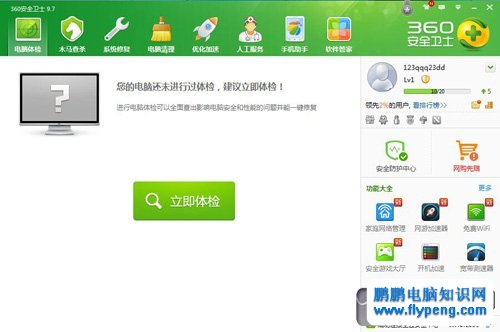 360安全卫士 9.7
电脑体检
木马查杀
系统修复
电脑清理
优化加速
人工服务
手机助手
软件管家
360
安全卫士
您的电脑还未进行过体检，建议立即体检！
进行电脑体检可以全面查出影响电脑安全和性能的问题并能一键修复
立即体检
123qqq23dd
Lv1
10/20
5
领先2%的用户, 看排行榜>>
安全防护中心
网购先赔
功能大全
更多
新
新
新
家庭网络管理
网游加速器
免费WiFi
安全游戏大厅
开机加速
宽带测速器
鹏鹏电脑知识网
www.flypeng.com